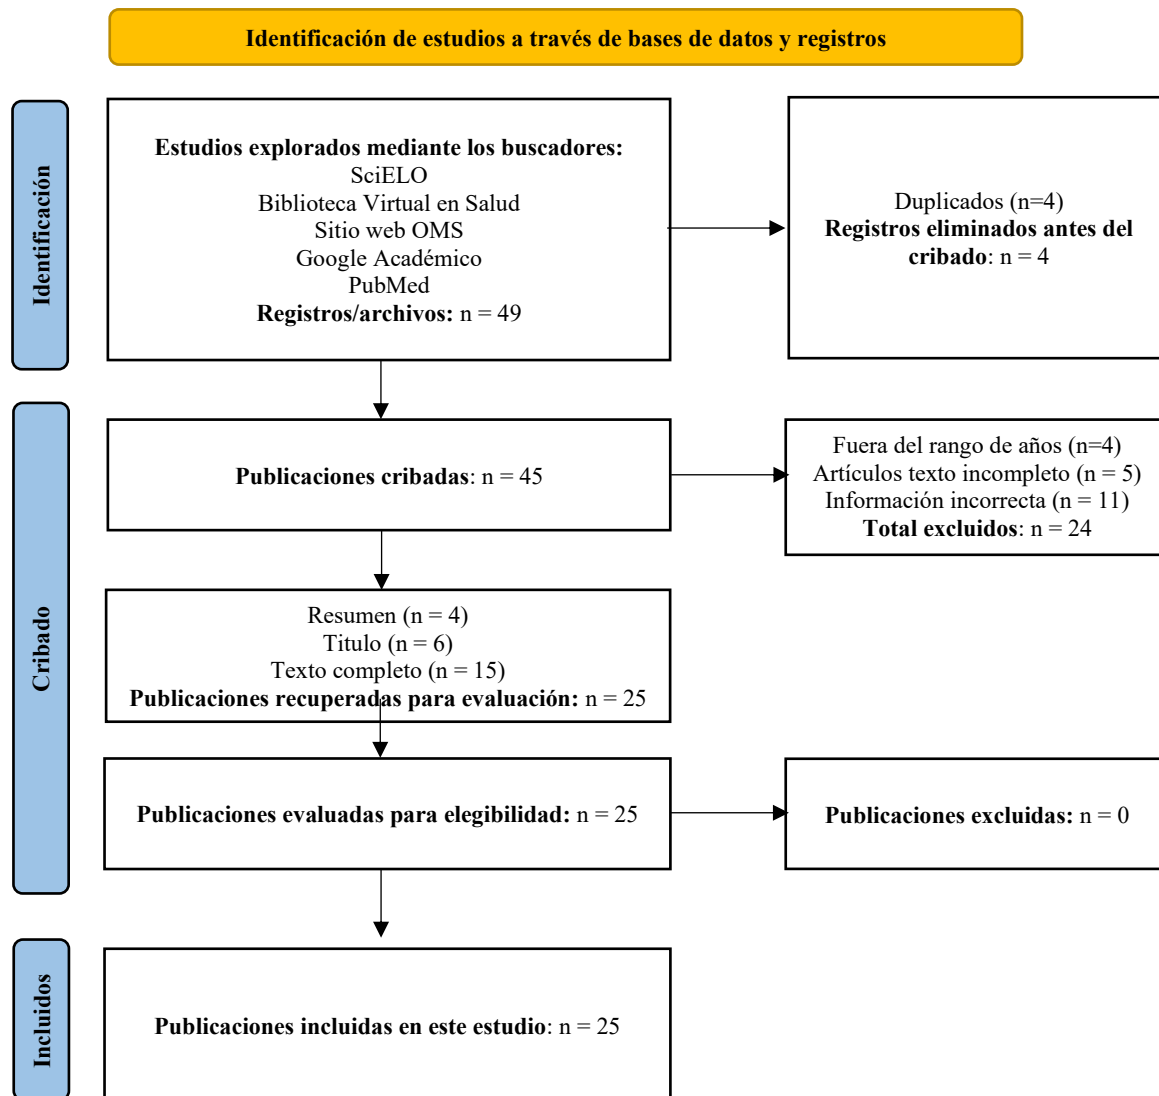 Identificación de estudios a través de bases de datos y registros
Identificación
Estudios explorados mediante los buscadores:
SciELO
Biblioteca Virtual en Salud
Sitio web OMS
Google Académico
PubMed
Registros/archivos: n = 49
Duplicados (n=4)
Registros eliminados antes del
cribado: n = 4
Cribado
Publicaciones cribadas: n = 45
Fuera del rango de años (n=4)
Artículos texto incompleto (n = 5)
Información incorrecta (n = 11)
Total excluidos: n = 24
Resumen (n = 4)
Titulo (n = 6)
Texto completo (n = 15)
Publicaciones recuperadas para evaluación: n = 25
Publicaciones evaluadas para elegibilidad: n = 25
Publicaciones excluidas: n = 0
Incluidos
Publicaciones incluidas en este estudio: n = 25